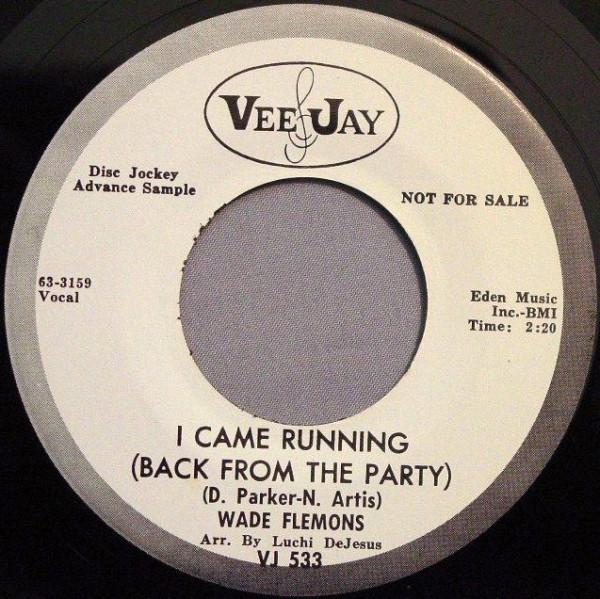 VEE JAY
Disc Jockey
Advance Sample
NOT FOR SALE
63-3159
Vocal
Eden Music
Inc.-BMI
Time: 2:20
I CAME RUNNING
(BACK FROM THE PARTY)
(D. Parker-N. Artis)
WADE FLEMONS
Arr. By Luchi DeJesus
VJ 533